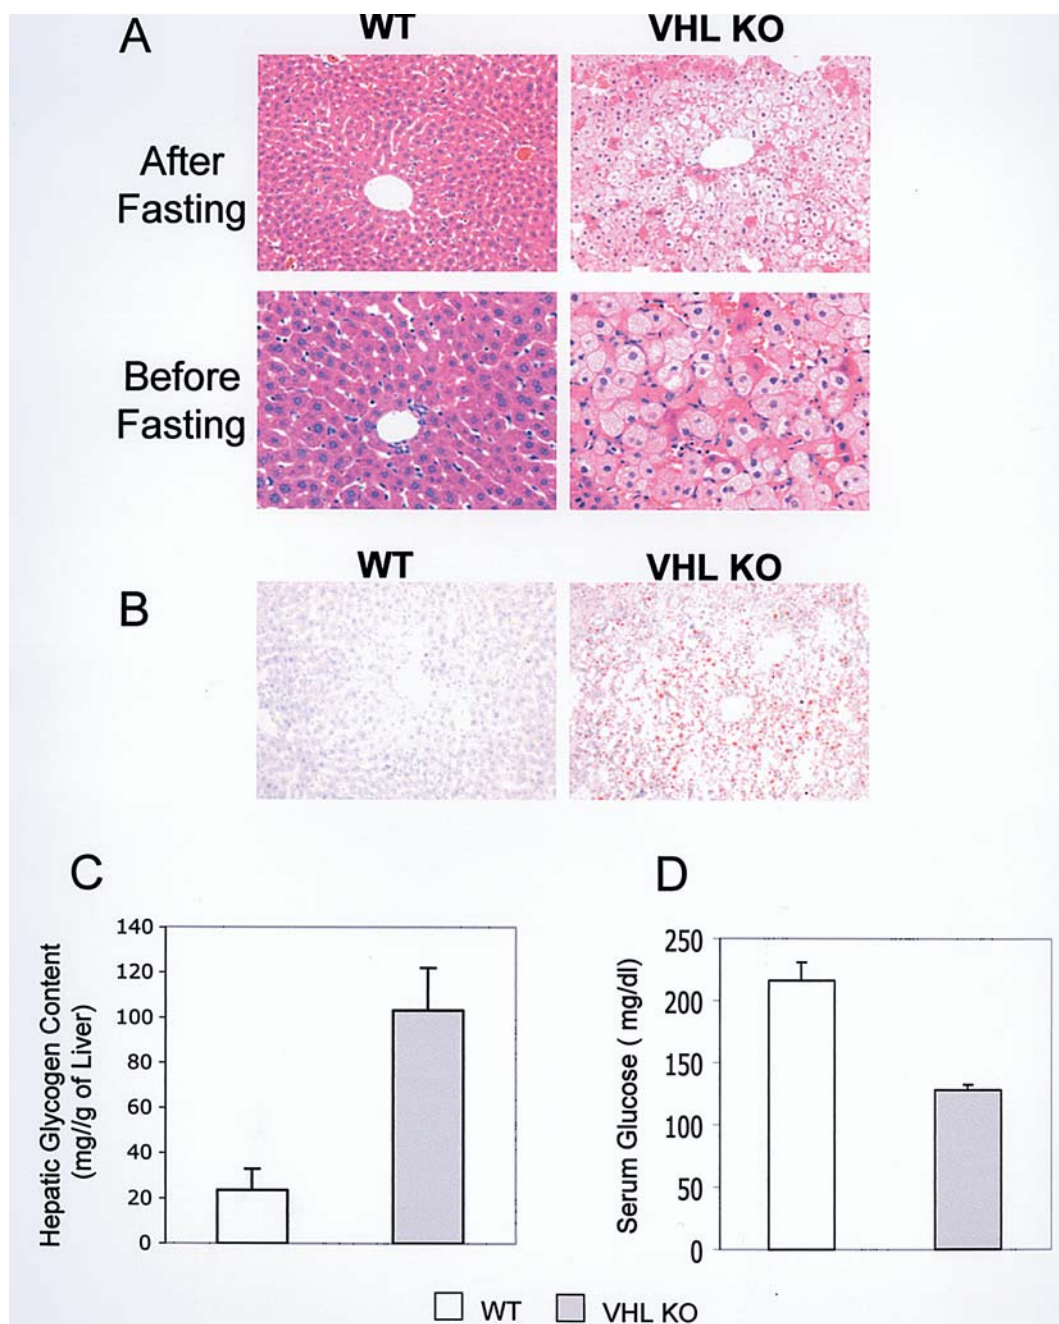 A
WT
VHL KO
After
Fasting
Before
Fasting
WT
VHL KO
B
C
D
Hepatic Glycogen Content
(mg//g of Liver)
140
120
100
80
60
40
20
0
Serum Glucose ( mg/dl)
250
200
150
100
50
0
WT
VHL KO